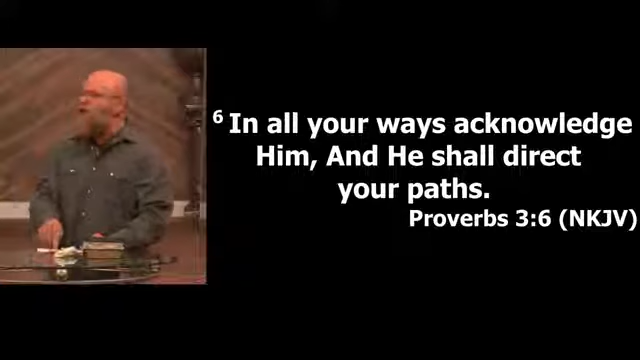 6 In all your ways acknowledge
Him, And He shall direct
your paths.
Proverbs 3:6 (NKJV)